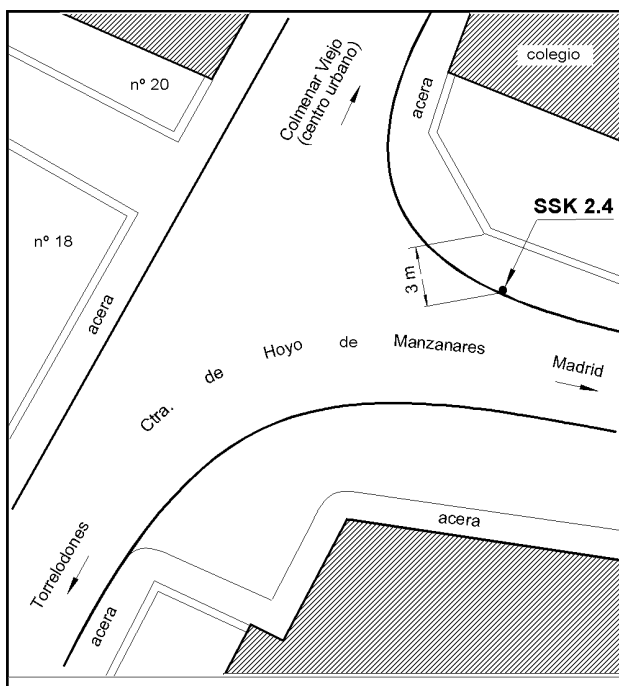 nº 20
Colmenar Viejo
(centro urbano)
acera
colegio
SSK 2.4
nº 18
acera
3 m
Ctra. de Hoyo de Manzanares
Madrid
Torrelodones
acera
acera